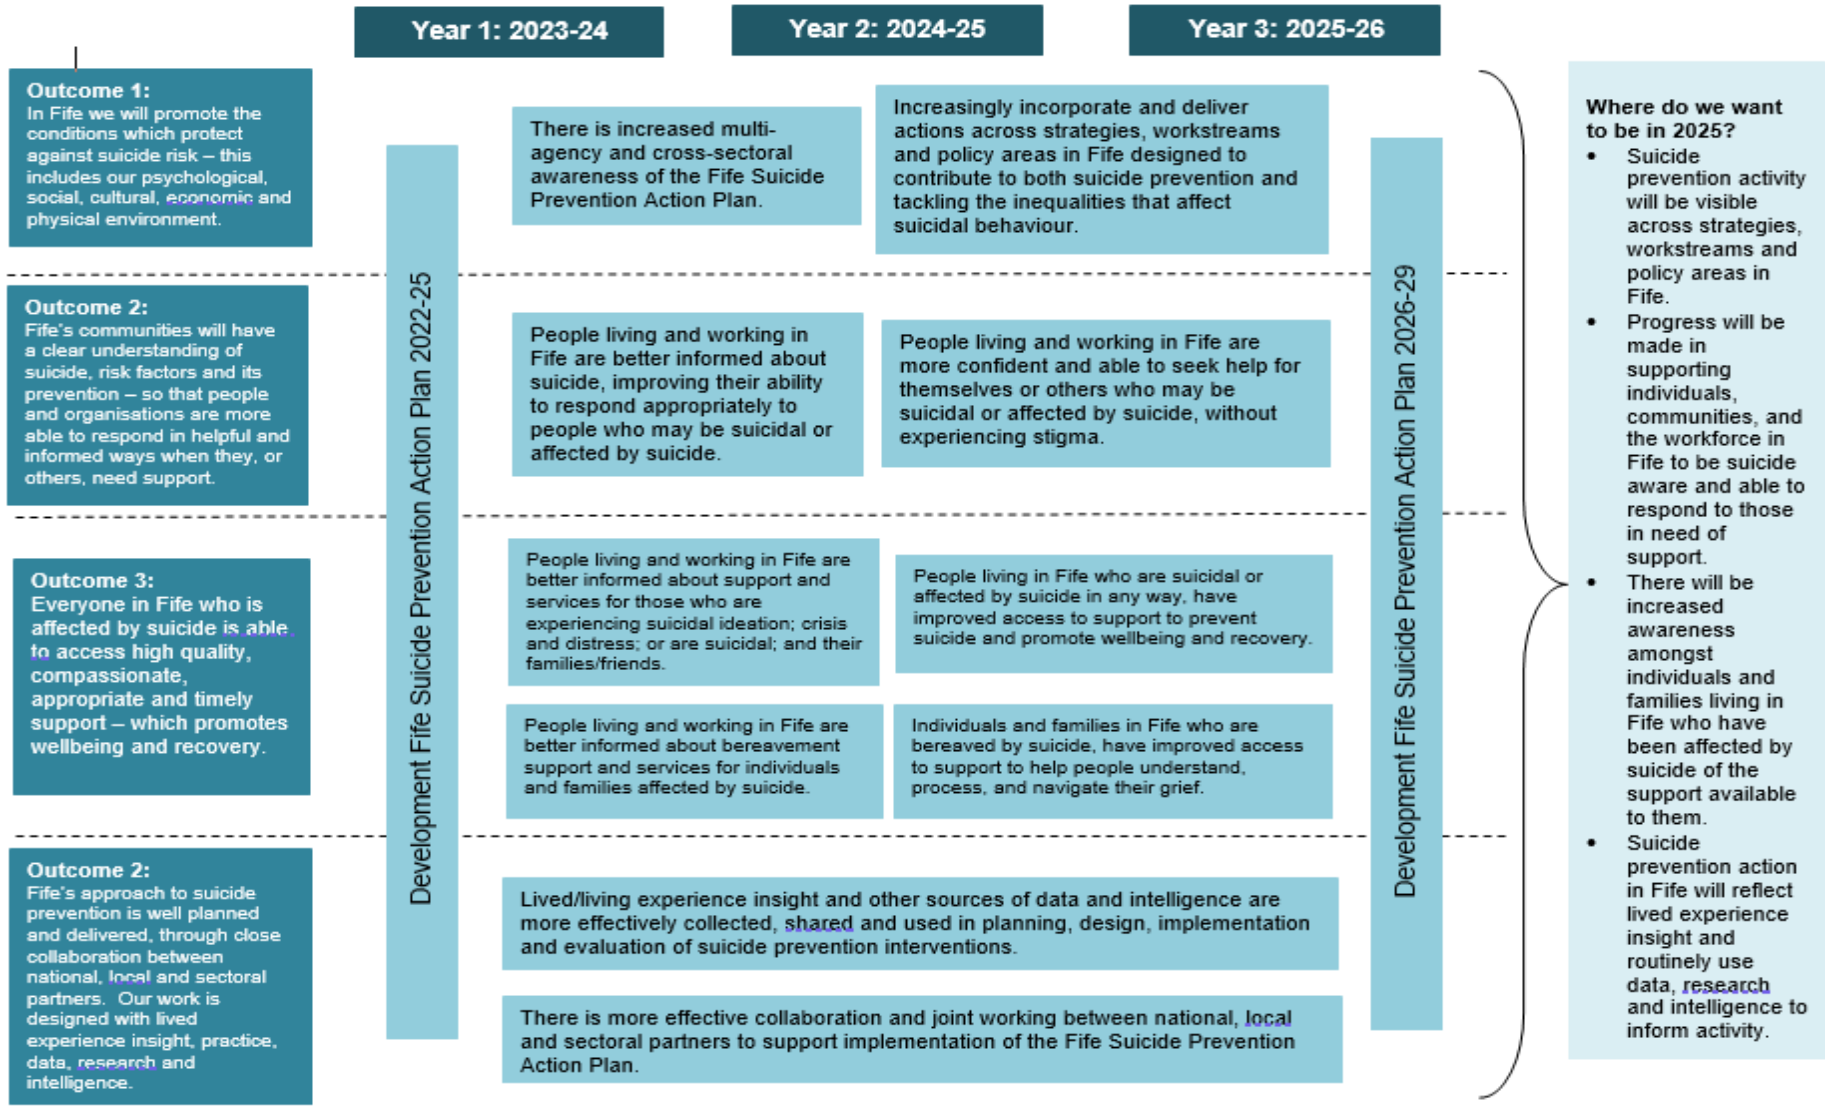 Year 1: 2023-24
Year 2: 2024-25
Year 3: 2025-26
Outcome 1:
In Fife we will promote the
conditions which protect
against suicide risk – this
includes our psychological,
social, cultural, economic and
physical environment.
There is increased multi-
agency and cross-sectoral
awareness of the Fife Suicide
Prevention Action Plan.
Increasingly incorporate and deliver
actions across strategies, workstreams
and policy areas in Fife designed to
contribute to both suicide prevention and
tackling the inequalities that affect
suicidal behaviour.
Outcome 2:
Fife's communities will have
a clear understanding of
suicide, risk factors and its
prevention – so that people
and organisations are more
able to respond in helpful and
informed ways when they, or
others, need support.
People living and working in
Fife are better informed about
suicide, improving their ability
to respond appropriately to
people who may be suicidal or
affected by suicide.
People living and working in Fife are
more confident and able to seek help for
themselves or others who may be
suicidal or affected by suicide, without
experiencing stigma.
Outcome 3:
Everyone in Fife who is
affected by suicide is able
to access high quality,
compassionate,
appropriate and timely
support – which promotes
wellbeing and recovery.
People living and working in Fife are
better informed about support and
services for those who are
experiencing suicidal ideation; crisis
and distress; or are suicidal; and their
families/friends.
People living in Fife who are suicidal or
affected by suicide in any way, have
improved access to support to prevent
suicide and promote wellbeing and recovery.
People living and working in Fife are
better informed about bereavement
support and services for individuals
and families affected by suicide.
Individuals and families in Fife who are
bereaved by suicide, have improved access
to support to help people understand,
process, and navigate their grief.
Outcome 2:
Fife's approach to suicide
prevention is well planned
and delivered, through close
collaboration between
national, local and sectoral
partners.  Our work is
designed with lived
experience insight, practice,
data, research and
intelligence.
Lived/living experience insight and other sources of data and intelligence are
more effectively collected, shared and used in planning, design, implementation
and evaluation of suicide prevention interventions.
There is more effective collaboration and joint working between national, local
and sectoral partners to support implementation of the Fife Suicide Prevention
Action Plan.
Development Fife Suicide Prevention Action Plan 2022-25
Development Fife Suicide Prevention Action Plan 2026-29
Where do we want
to be in 2025?
• Suicide
prevention activity
will be visible
across strategies,
workstreams and
policy areas in
Fife.
• Progress will be
made in
supporting
individuals,
communities, and
the workforce in
Fife to be suicide
aware and able to
respond to those
in need of
support.
• There will be
increased
awareness
amongst
individuals and
families living in
Fife who have
been affected by
suicide of the
support available
to them.
• Suicide
prevention action
in Fife will reflect
lived experience
insight and
routinely use
data, research
and intelligence to
inform activity.